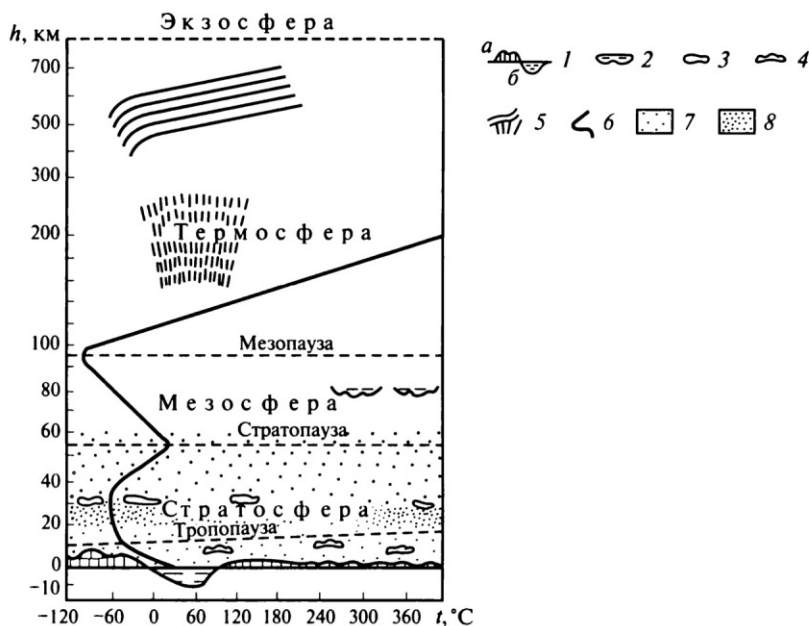 Экзосфера
h, км
700
500
300
200
100
80
60
40
20
0
−10
Термосфера
Мезопауза
Мезосфера
Стратопауза
Стратосфера
Тропопауза
−120 −60 0 60 120 180 240 300 360 t,°C
а
б
1 2 3 4
5 6 7 8